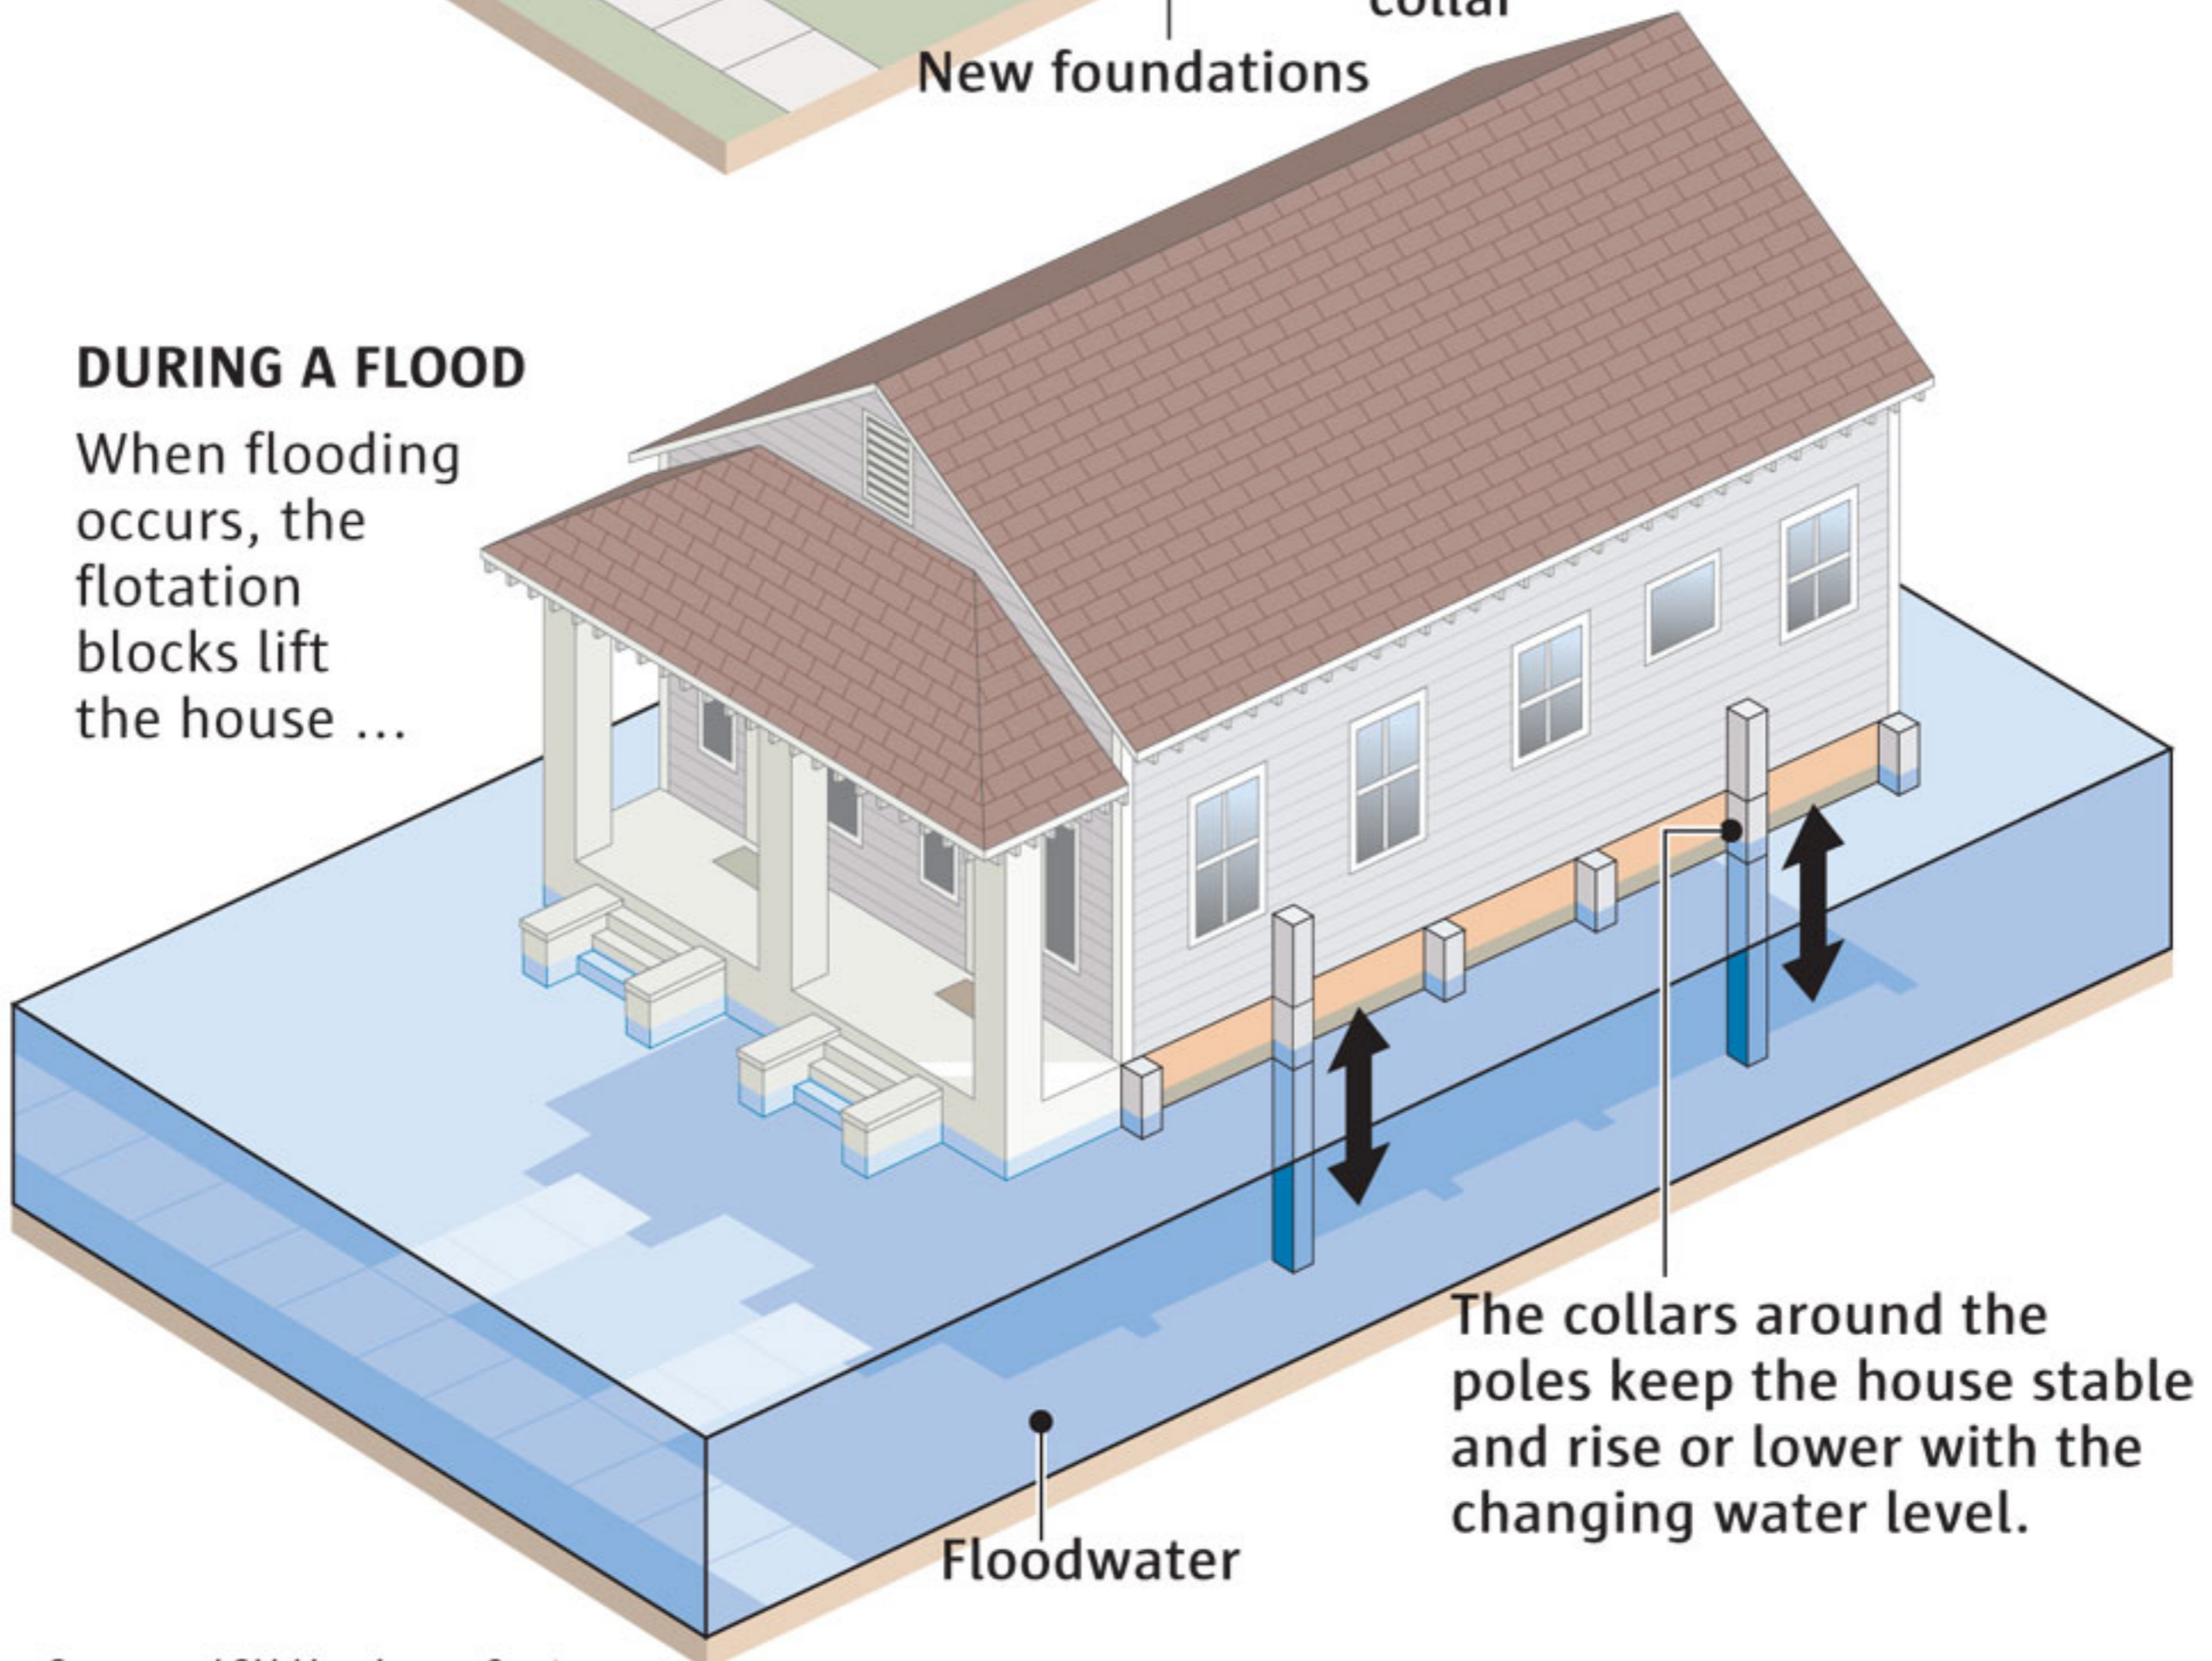 collar
New foundations
DURING A FLOOD
When flooding
occurs, the
flotation
blocks lift
the house ...
The collars around the
poles keep the house stable
and rise or lower with the
changing water level.
Floodwater